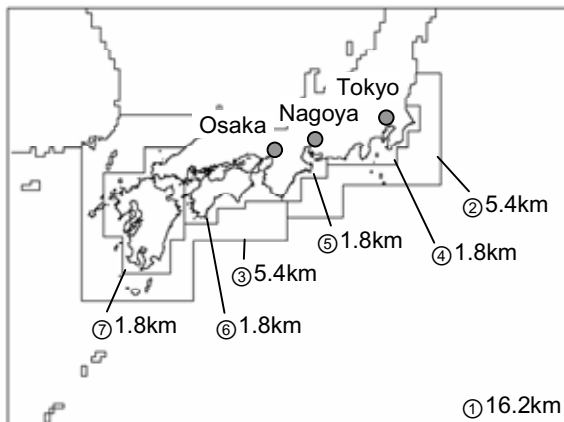 Tokyo
Nagoya
Osaka
②5.4km
⑤1.8km
④1.8km
③5.4km
⑦1.8km
⑥1.8km
①16.2km